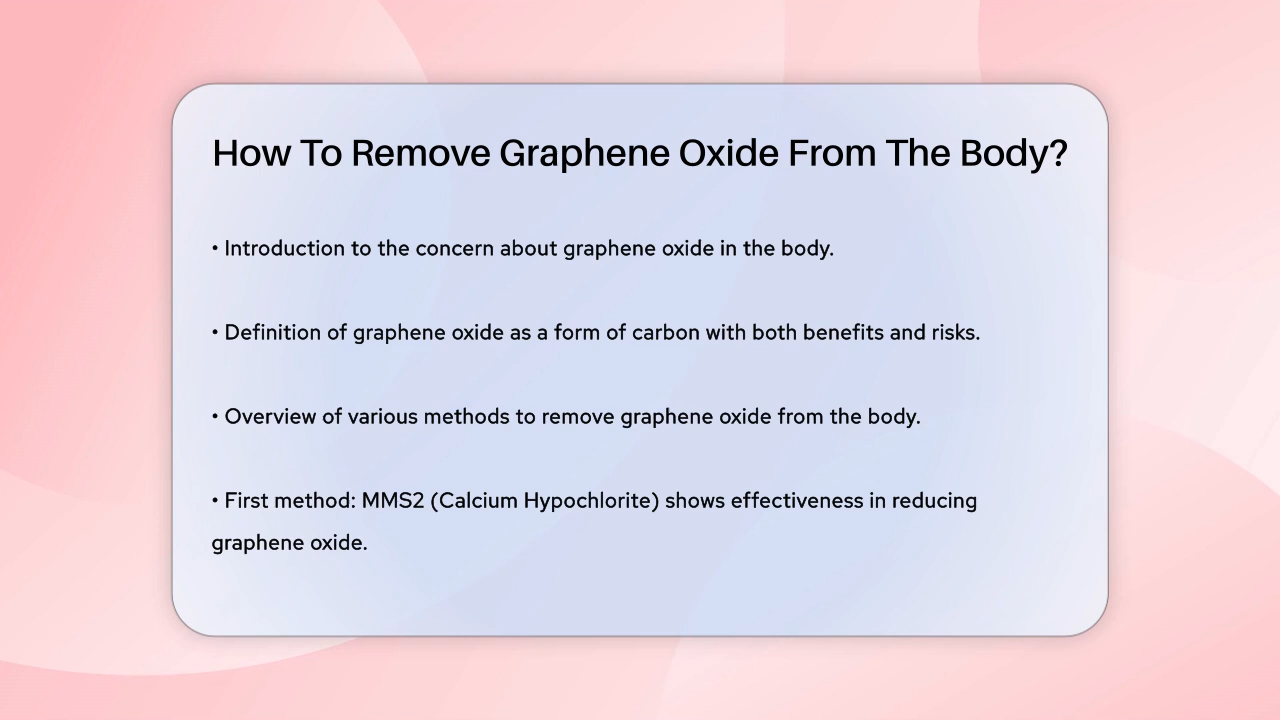 How To Remove Graphene Oxide From The Body?
• Introduction to the concern about graphene oxide in the body.
• Definition of graphene oxide as a form of carbon with both benefits and risks.
• Overview of various methods to remove graphene oxide from the body.
• First method: MMS2 (Calcium Hypochlorite) shows effectiveness in reducing
graphene oxide.